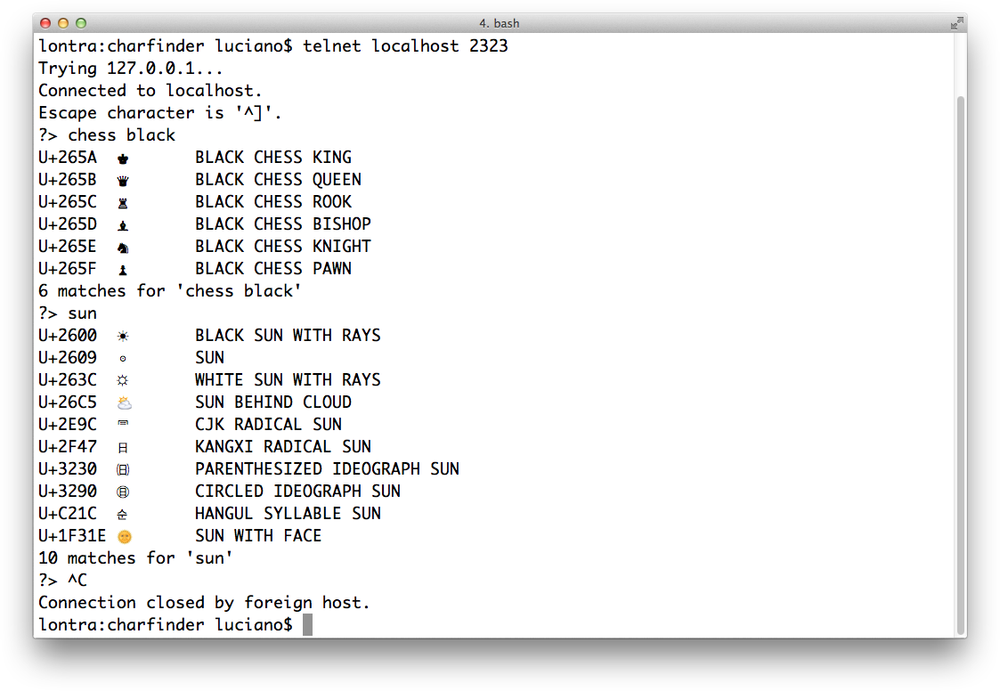 4. bash
lontra:charfinder luciano$ telnet localhost 2323
Trying 127.0.0.1...
Connected to localhost.
Escape character is '^]'.
?> chess black
U+265A ♚ BLACK CHESS KING
U+265B ♛ BLACK CHESS QUEEN
U+265C ♜ BLACK CHESS ROOK
U+265D ♝ BLACK CHESS BISHOP
U+265E ♞ BLACK CHESS KNIGHT
U+265F ♟ BLACK CHESS PAWN
6 matches for 'chess black'
?> sun
U+2600 ☀ BLACK SUN WITH RAYS
U+2609 ☉ SUN
U+263C ☼ WHITE SUN WITH RAYS
U+26C5 ⛅ SUN BEHIND CLOUD
U+2E9C ⺜ CJK RADICAL SUN
U+2F47 ⽇ KANGXI RADICAL SUN
U+3230 ㈰ PARENTHESIZED IDEOGRAPH SUN
U+3290 ㊐ CIRCLED IDEOGRAPH SUN
U+C21C 순 HANGUL SYLLABLE SUN
U+1F31E 🌞 SUN WITH FACE
10 matches for 'sun'
?> ^C
Connection closed by foreign host.
lontra:charfinder luciano$